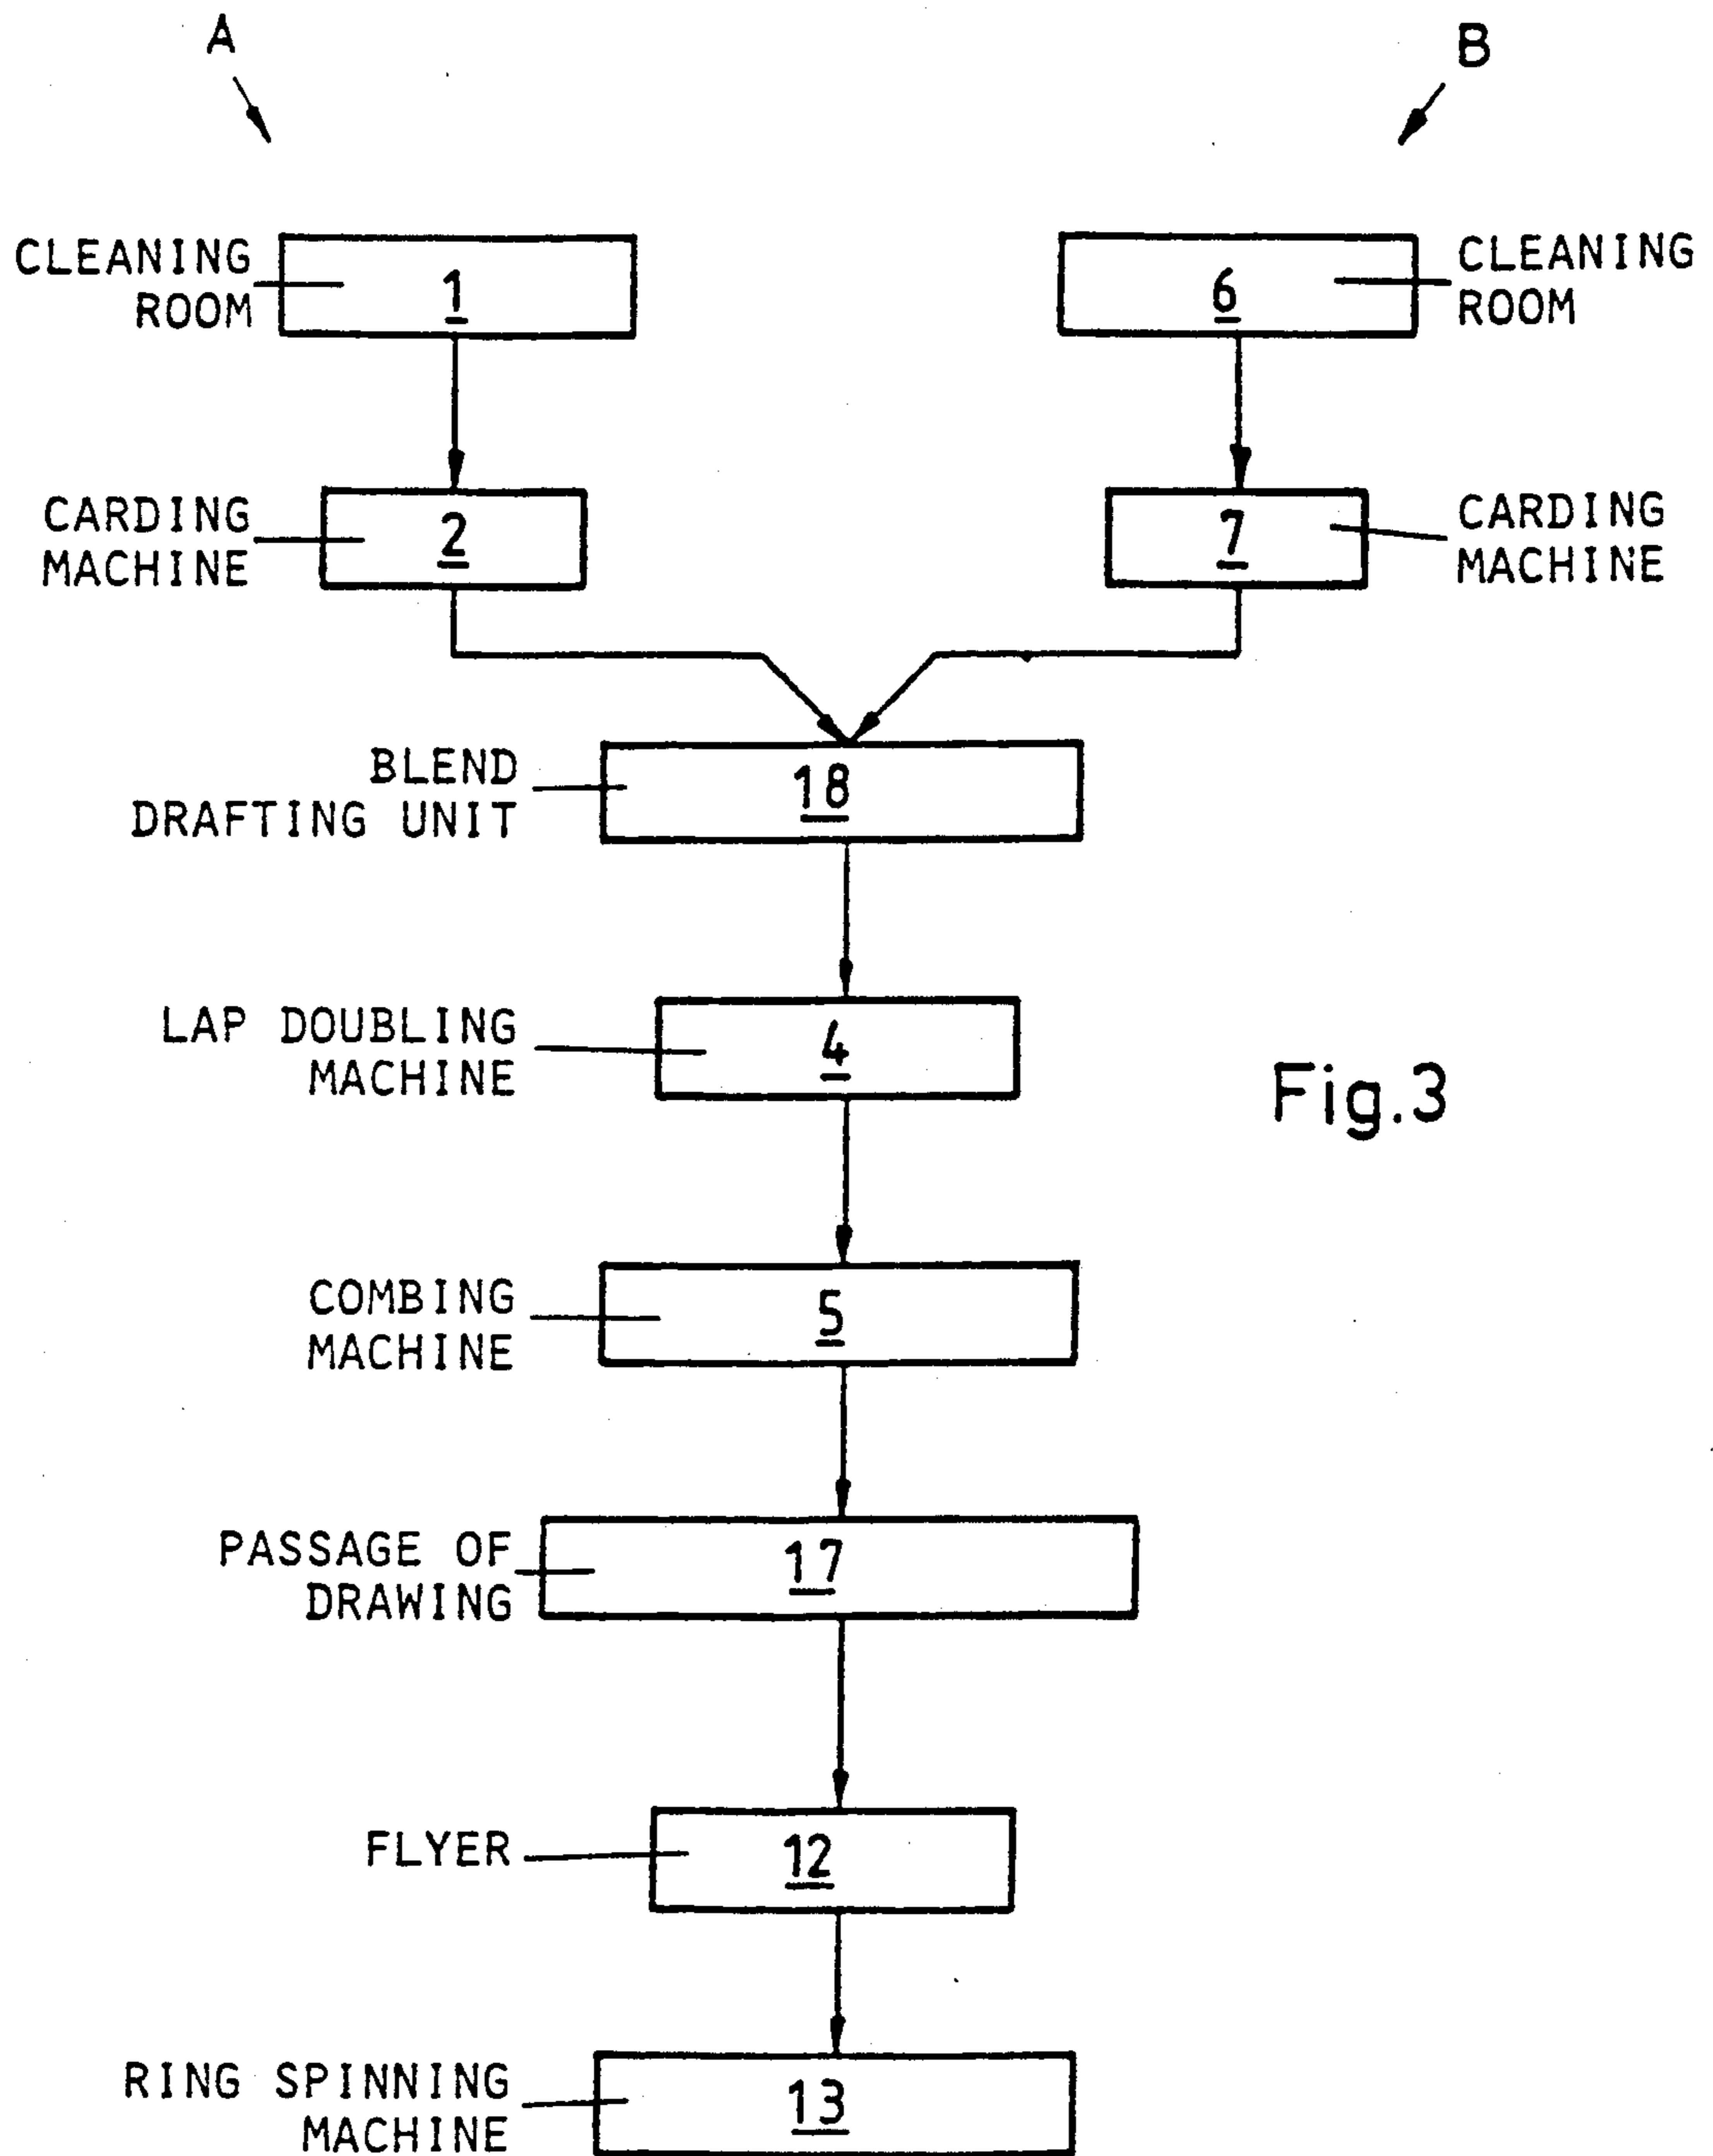 A
B
CLEANING
ROOM
1
6
CLEANING
ROOM
CARDING
MACHINE
2
7
CARDING
MACHINE
BLEND
DRAFTING UNIT
18
LAP DOUBLING
MACHINE
4
Fig.3
COMBING
MACHINE
5
PASSAGE OF
DRAWING
17
FLYER
12
RING SPINNING
MACHINE
13